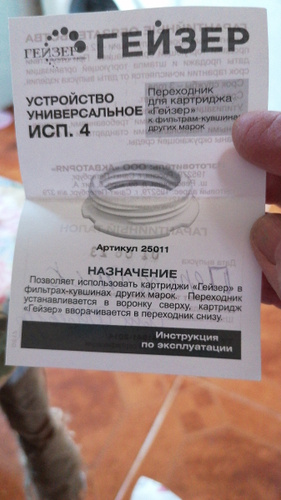 ГЕЙЗЕР
ГЕЙЗЕР
УСТРОЙСТВО
УНИВЕРСАЛЬНОЕ
ИСП. 4
Переходник
для картриджа
«Гейзер»
к фильтрам-кувшинам
других марок
Артикул 25011
НАЗНАЧЕНИЕ
Позволяет использовать картриджи «Гейзер» в
фильтрах-кувшинах других марок. Переходник
устанавливается в воронку сверху, картридж
«Гейзер» вворачивается в переходник снизу.
Инструкция
по эксплуатации